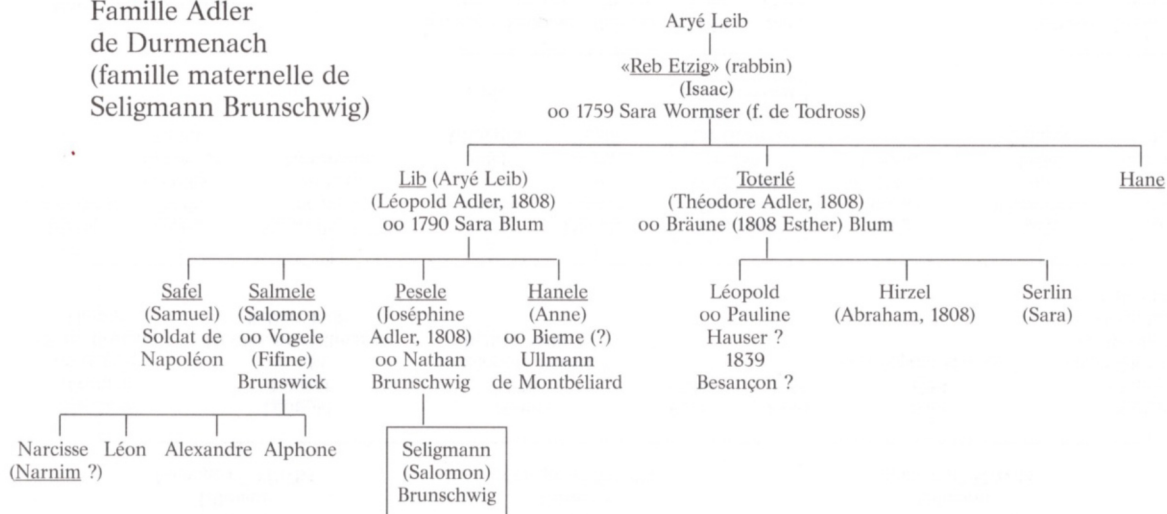 Famille Adler
de Durmenach
(famille maternelle de
Seligmann Brunschwig)
Aryé Leib
«Reb Etzig» (rabbin)
(Isaac)
oo 1759 Sara Wormser (f. de Todross)
Lib (Aryé Leib)
(Léopold Adler, 1808)
oo 1790 Sara Blum
Toterlé
(Théodore Adler, 1808)
oo Bräune (1808 Esther) Blum
Hane
Safel
(Samuel)
Soldat de
Napoléon
Salmele
(Salomon)
oo Vogele
(Fifine)
Brunswick
Pesele
(Joséphine
Adler, 1808)
oo Nathan
Brunschwig
Hanele
(Anne)
oo Bieme (?)
Ullmann
de Montbéliard
Léopold
oo Pauline
Hauser ?
1839
Besançon ?
Hirzel
(Abraham, 1808)
Serlin
(Sara)
Narcisse
(Narnim ?)
Léon
Alexandre
Alphone
Seligmann
(Salomon)
Brunschwig